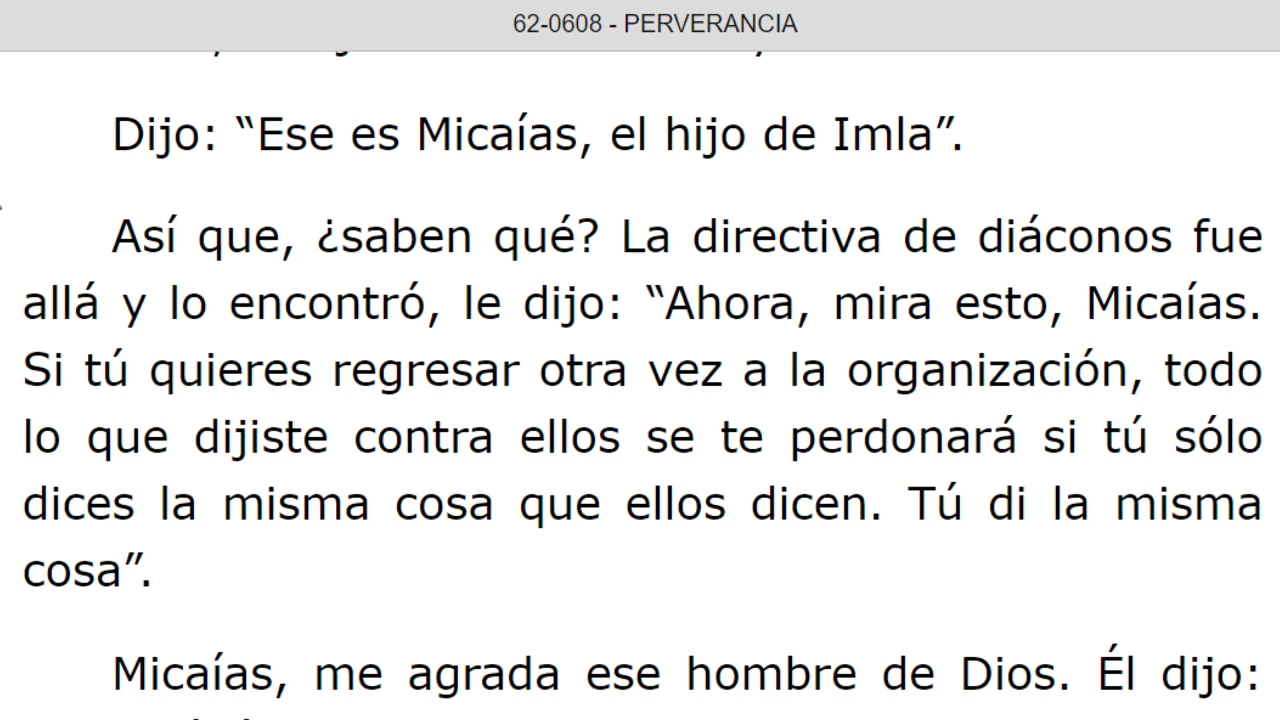 62-0608 - PERVERANCIA
Dijo: “Ese es Micaías, el hijo de Imla”.
Así que, ¿saben qué? La directiva de diáconos fue
allá y lo encontró, le dijo: “Ahora, mira esto, Micaías.
Si tú quieres regresar otra vez a la organización, todo
lo que dijiste contra ellos se te perdonará si tú sólo
dices la misma cosa que ellos dicen. Tú di la misma
cosa”.
Micaías, me agrada ese hombre de Dios. Él dijo: